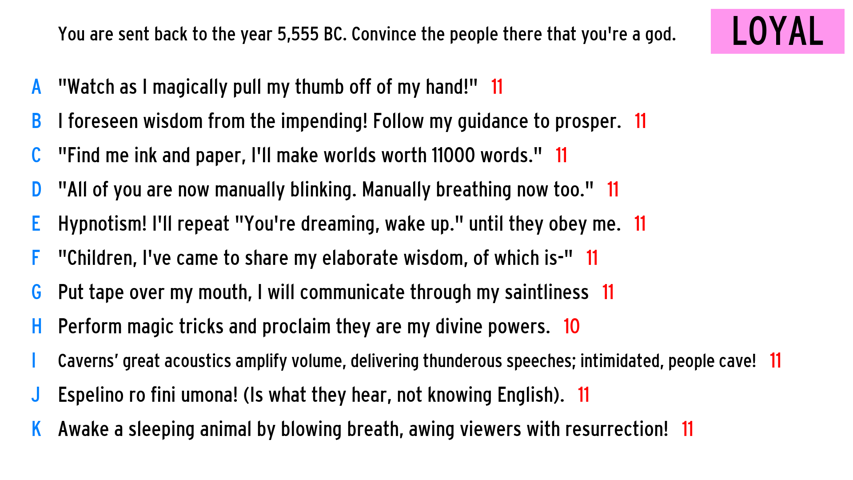 You are sent back to the year 5,555 BC. Convince the people there that you're a god.
LOYAL
A "Watch as I magically pull my thumb off of my hand!" 11
B I foreseen wisdom from the impending! Follow my guidance to prosper. 11
C "Find me ink and paper, I'll make worlds worth 11000 words." 11
D "All of you are now manually blinking. Manually breathing now too." 11
E Hypnotism! I'll repeat "You're dreaming, wake up." until they obey me. 11
F "Children, I've came to share my elaborate wisdom, of which is-" 11
G Put tape over my mouth, I will communicate through my saintliness 11
H Perform magic tricks and proclaim they are my divine powers. 10
I Caverns’ great acoustics amplify volume, delivering thunderous speeches; intimidated, people cave! 11
J Espelino ro fini umona! (Is what they hear, not knowing English). 11
K Awake a sleeping animal by blowing breath, awing viewers with resurrection! 11